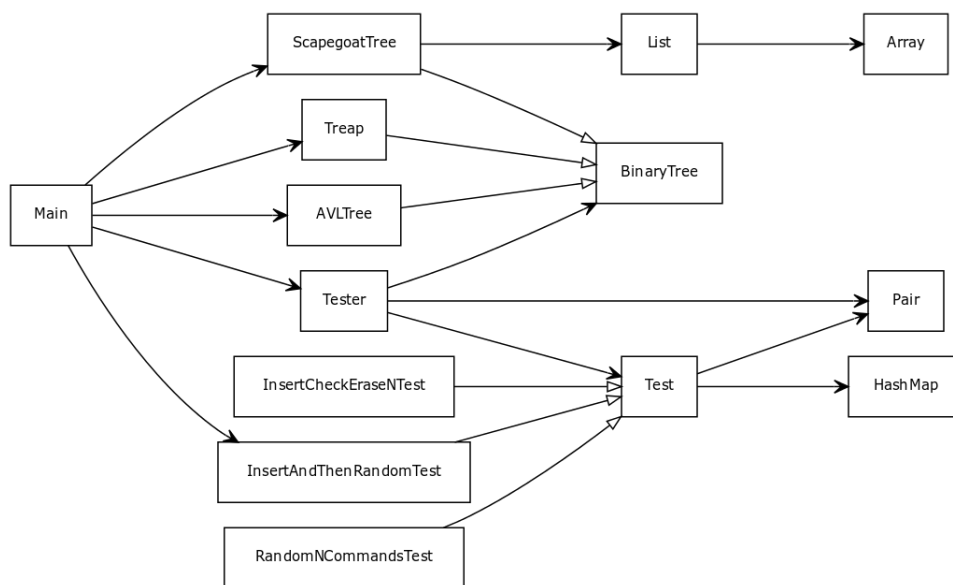 ScapegoatTree
List
Array
Treap
BinaryTree
Main
AVLTree
Tester
Pair
InsertCheckEraseNTest
Test
HashMap
InsertAndThenRandomTest
RandomNCommandsTest